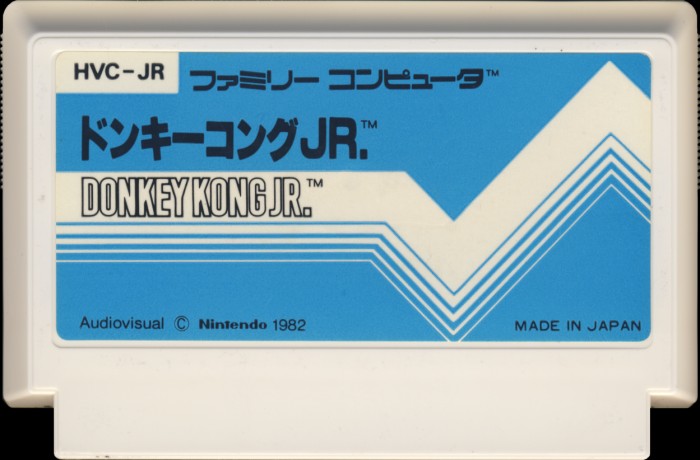 HVC-JR
ファミリー コンピュータ™
ドンキーコングJR.™
DONKEY KONG JR.™
Audiovisual © Nintendo 1982
MADE IN JAPAN